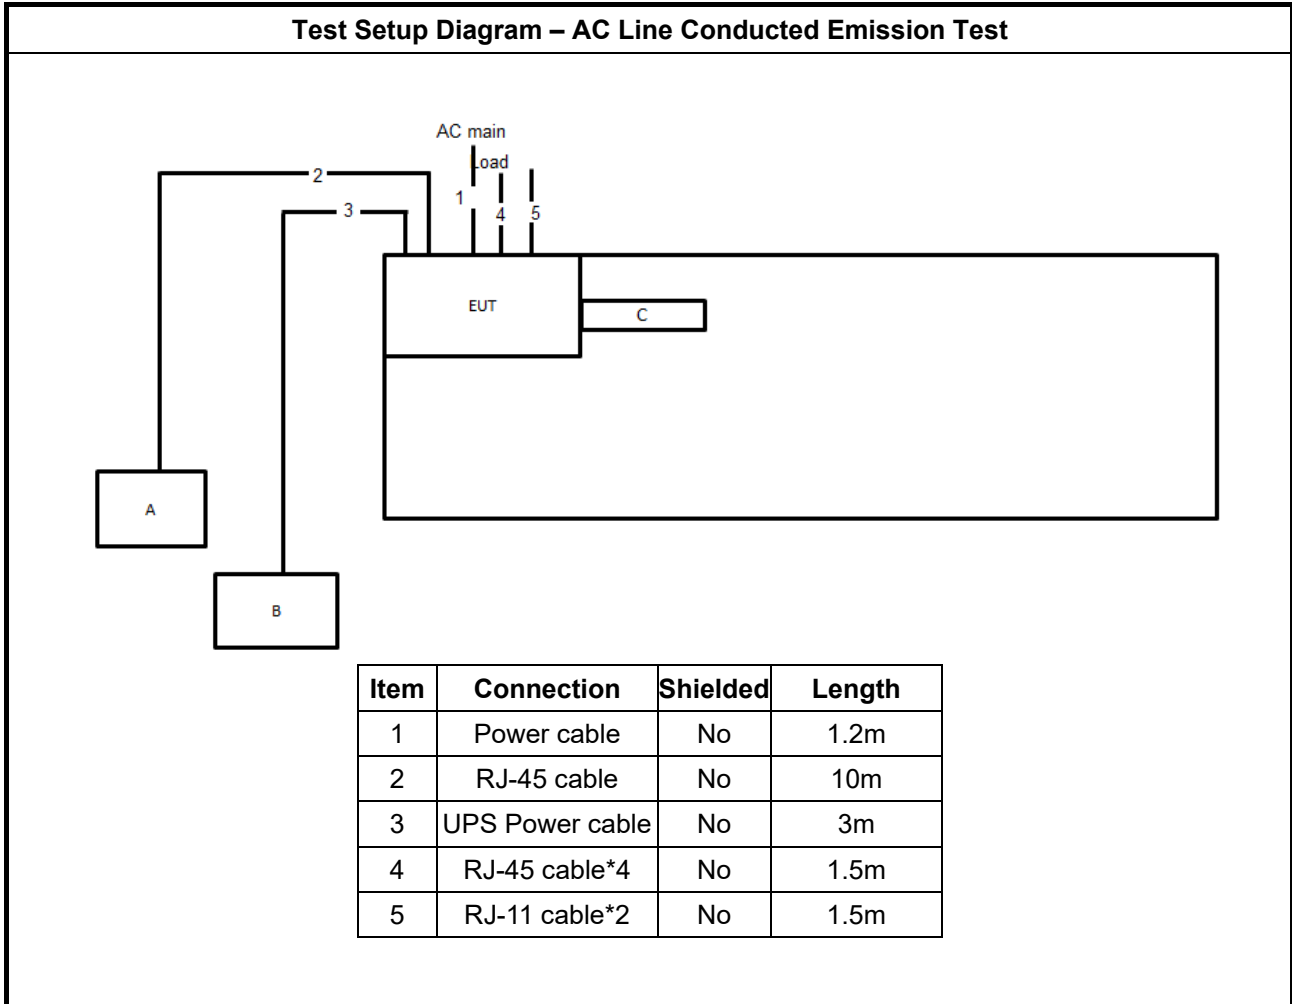 Test Setup Diagram – AC Line Conducted Emission Test
AC main
Load
2
1
3
4
5
EUT
C
A
B
Item Connection Shielded Length
1 Power cable No 1.2m
2 RJ-45 cable No 10m
3 UPS Power cable No 3m
4 RJ-45 cable*4 No 1.5m
5 RJ-11 cable*2 No 1.5m